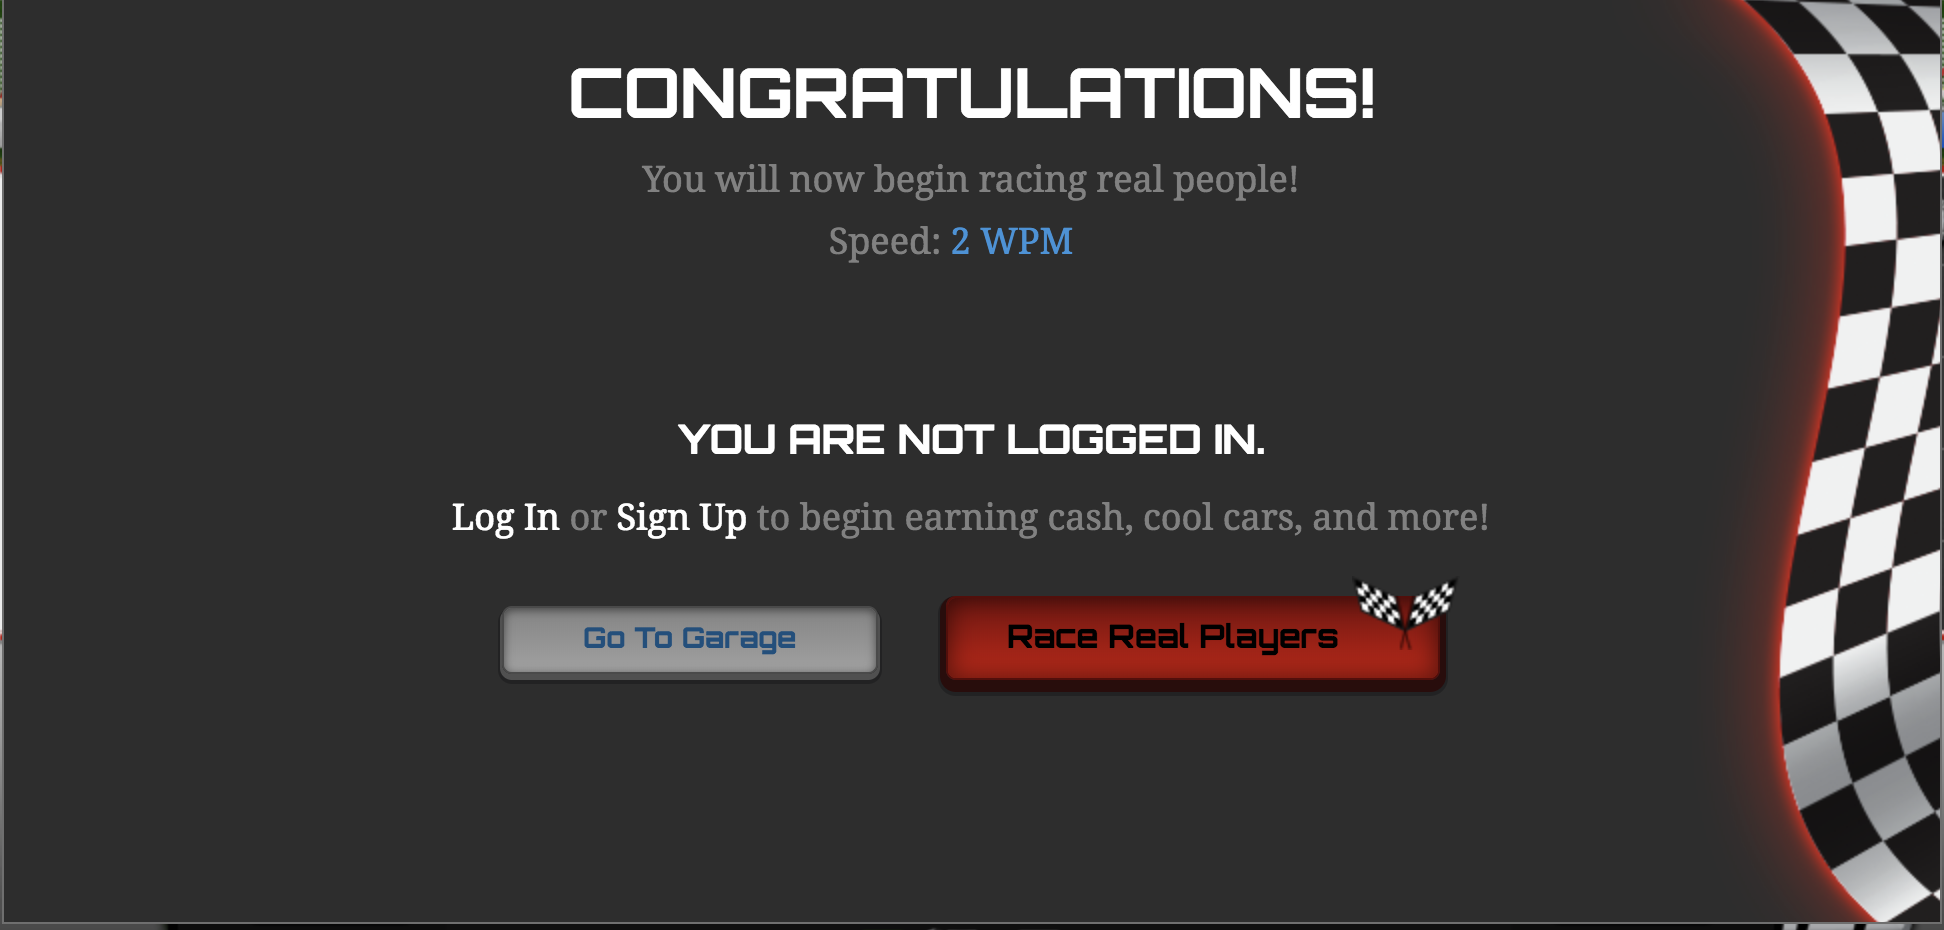 CONGRATULATIONS!
You will now begin racing real people!
Speed: 2 WPM
YOU ARE NOT LOGGED IN.
Log In or Sign Up to begin earning cash, cool cars, and more!
Go To Garage
Race Real Players